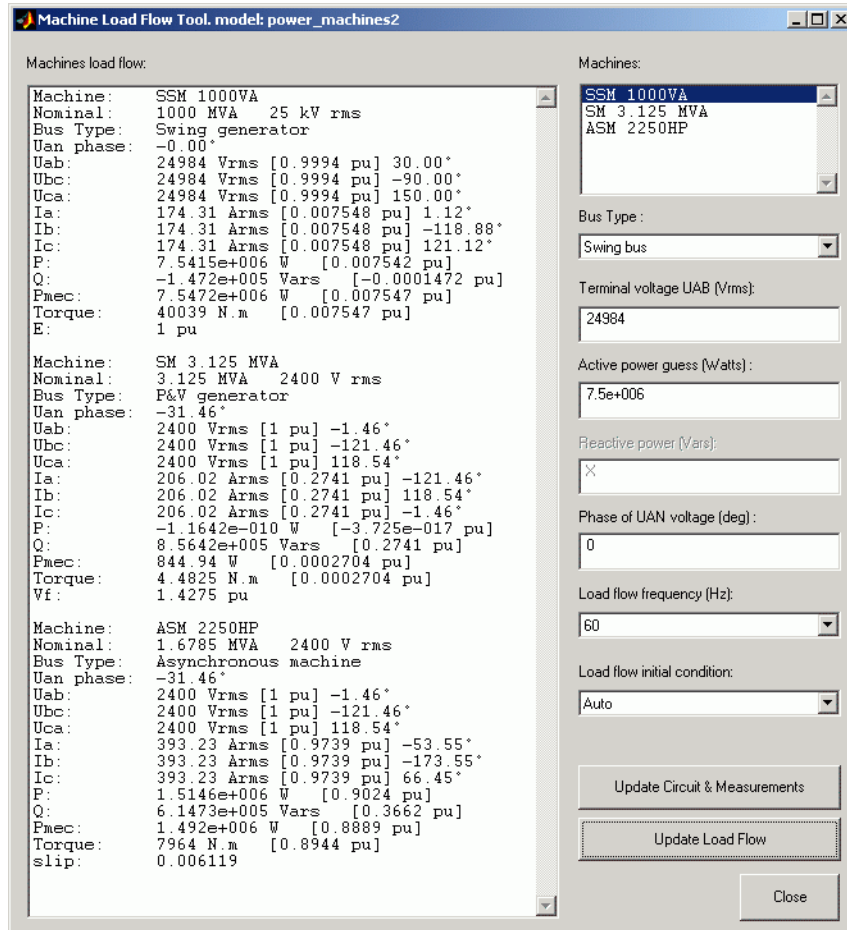 Machine Load Flow Tool. model: power_machines2
Machines load flow:
Machine: SSM 1000VA
Nominal: 1000 MVA 25 kV rms
Bus Type: Swing generator
Uan phase: -0.00°
Uab: 24984 Vrms [0.9994 pu] 30.00°
Ubc: 24984 Vrms [0.9994 pu] -90.00°
Uca: 24984 Vrms [0.9994 pu] 150.00°
Ia: 174.31 Arms [0.007548 pu] 1.12°
Ib: 174.31 Arms [0.007548 pu] -118.88°
Ic: 174.31 Arms [0.007548 pu] 121.12°
P: 7.5415e+006 W [0.007542 pu]
Q: -1.472e+005 Vars [-0.0001472 pu]
Pmec: 7.5472e+006 W [0.007547 pu]
Torque: 40039 N.m [0.007547 pu]
E: 1 pu
Machine: SM 3.125 MVA
Nominal: 3.125 MVA 2400 V rms
Bus Type: P&V generator
Uan phase: -31.46°
Uab: 2400 Vrms [1 pu] -1.46°
Ubc: 2400 Vrms [1 pu] -121.46°
Uca: 2400 Vrms [1 pu] 118.54°
Ia: 206.02 Arms [0.2741 pu] -121.46°
Ib: 206.02 Arms [0.2741 pu] 118.54°
Ic: 206.02 Arms [0.2741 pu] -1.46°
P: -1.1642e-010 W [-3.725e-017 pu]
Q: 8.5642e+005 Vars [0.2741 pu]
Pmec: 844.94 W [0.0002704 pu]
Torque: 4.4825 N.m [0.0002704 pu]
Vf: 1.4275 pu
Machine: ASM 2250HP
Nominal: 1.6785 MVA 2400 V rms
Bus Type: Asynchronous machine
Uan phase: -31.46°
Uab: 2400 Vrms [1 pu] -1.46°
Ubc: 2400 Vrms [1 pu] -121.46°
Uca: 2400 Vrms [1 pu] 118.54°
Ia: 393.23 Arms [0.9739 pu] -53.55°
Ib: 393.23 Arms [0.9739 pu] -173.55°
Ic: 393.23 Arms [0.9739 pu] 66.45°
P: 1.5146e+006 W [0.9024 pu]
Q: 6.1473e+005 Vars [0.3662 pu]
Pmec: 1.492e+006 W [0.8889 pu]
Torque: 7964 N.m [0.8944 pu]
slip: 0.006119
Machines:
SSM 1000VA
SM 3.125 MVA
ASM 2250HP
Bus Type :
Swing bus
Terminal voltage UAB (Vrms):
24984
Active power guess (Watts) :
7.5e+006
Reactive power (Vars):
X
Phase of UAN voltage (deg) :
0
Load flow frequency (Hz):
60
Load flow initial condition:
Auto
Update Circuit & Measurements
Update Load Flow
Close